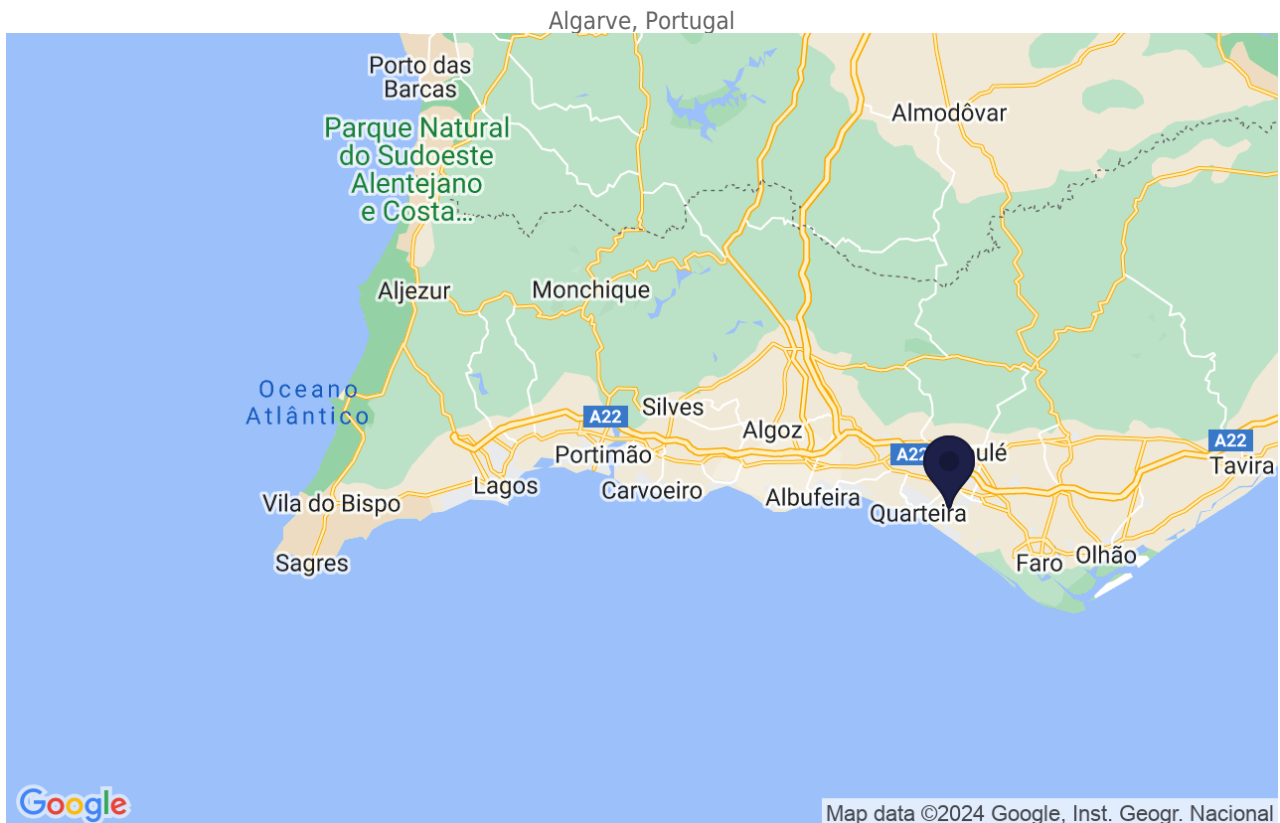 Algarve, Portugal
Porto das
Barcas
Almodôvar
Parque Natural
do Sudoeste
Alentejano
e Costa...
Aljezur
Monchique
Oceano
Atlântico
Silves
A22
Algoz
Portimão
A22
A22
Tavira
Lagos
Carvoeiro
Albufeira
Vila do Bispo
Quarteira
Sagres
Faro
Olhão
Google
Map data ©2024 Google, Inst. Geogr. Nacional